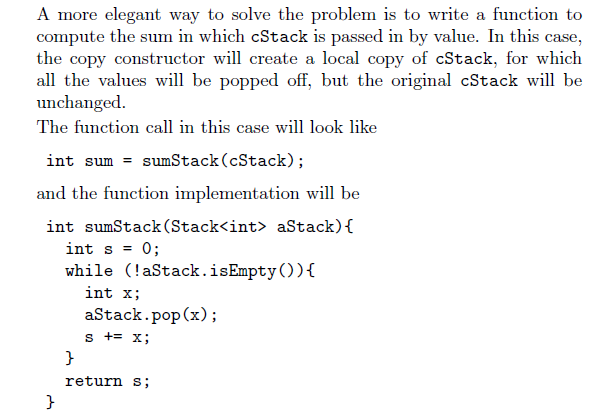 A more elegant way to solve the problem is to write a function to
compute the sum in which cStack is passed in by value. In this case,
the copy constructor will create a local copy of cStack, for which
all the values will be popped off, but the original cStack will be
unchanged.
The function call in this case will look like
int sum = sumStack(cStack);
and the function implementation will be
int sumStack(Stack<int> aStack){
  int s = 0;
  while (!aStack.isEmpty()){
    int x;
    aStack.pop(x);
    s += x;
  }
  return s;
}